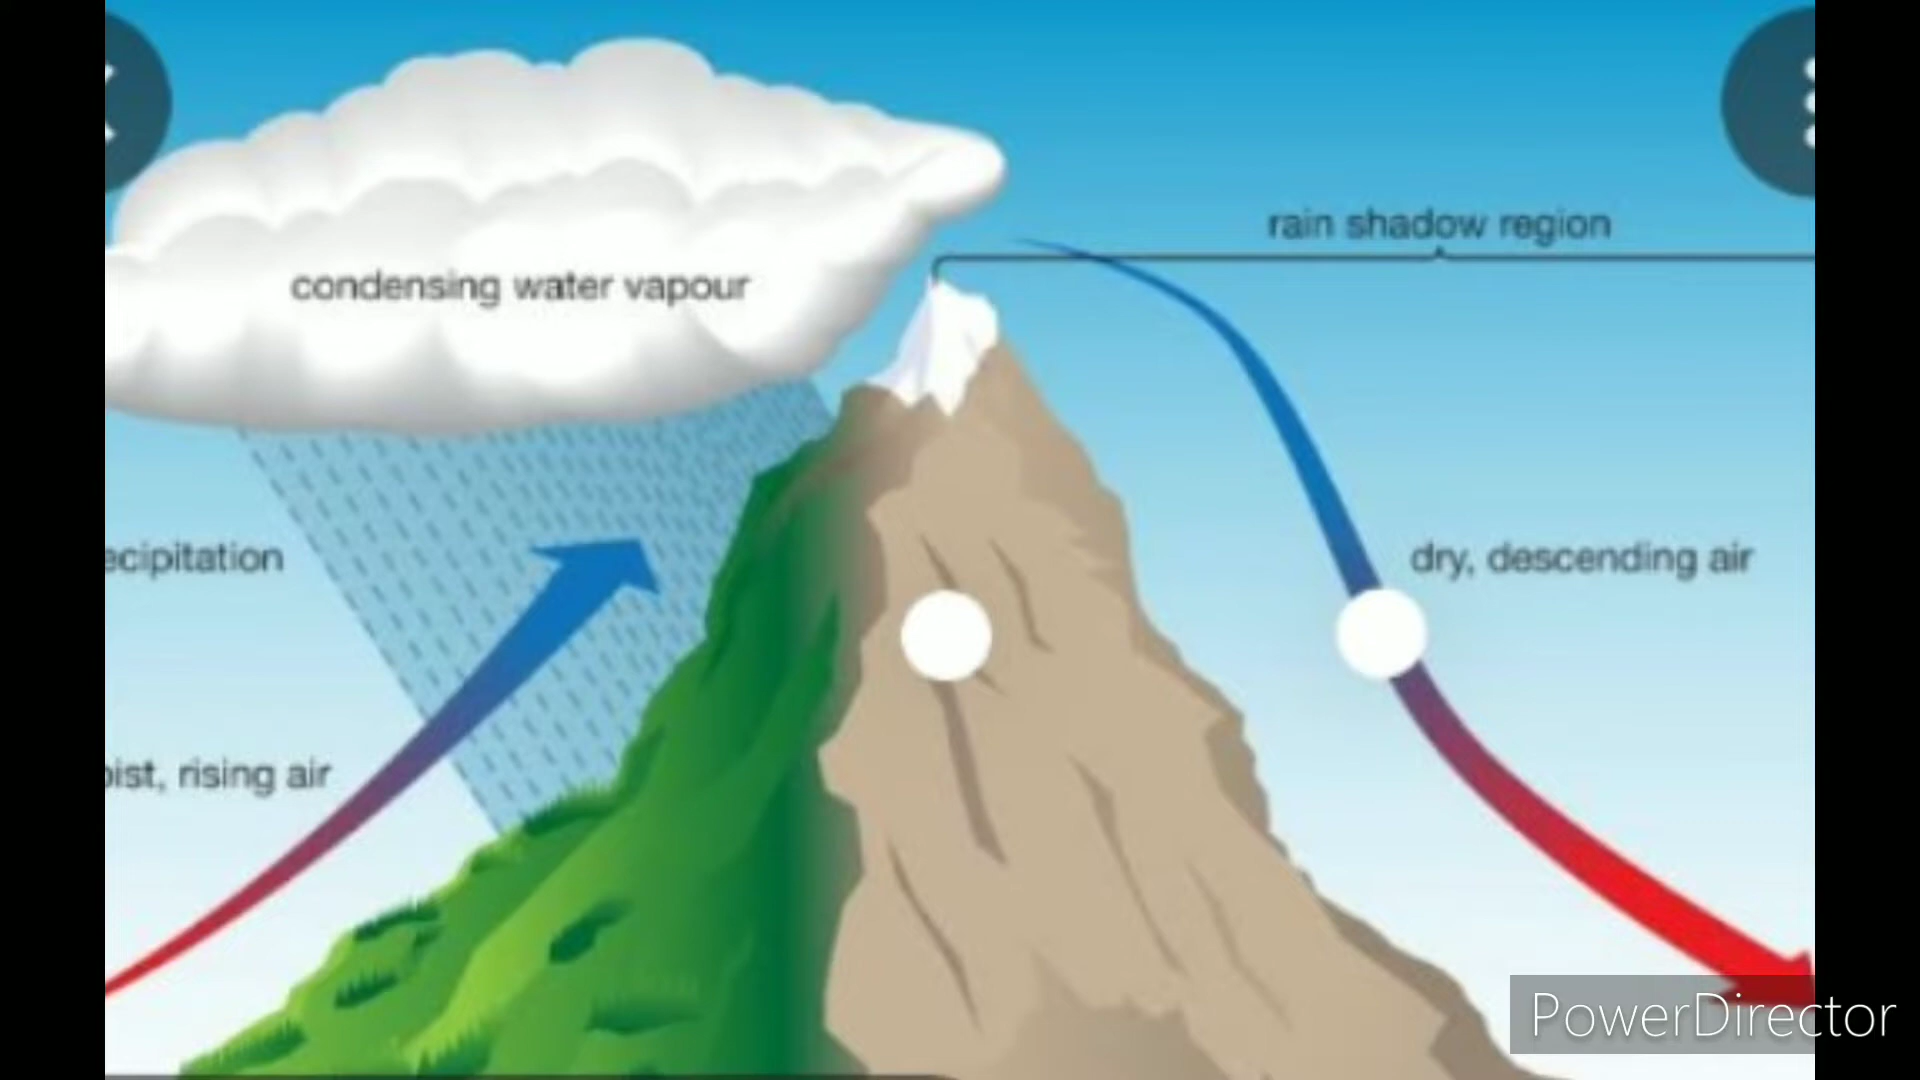 rain shadow region
condensing water vapour
ecipitation
dry, descending air
oist, rising air
PowerDirector